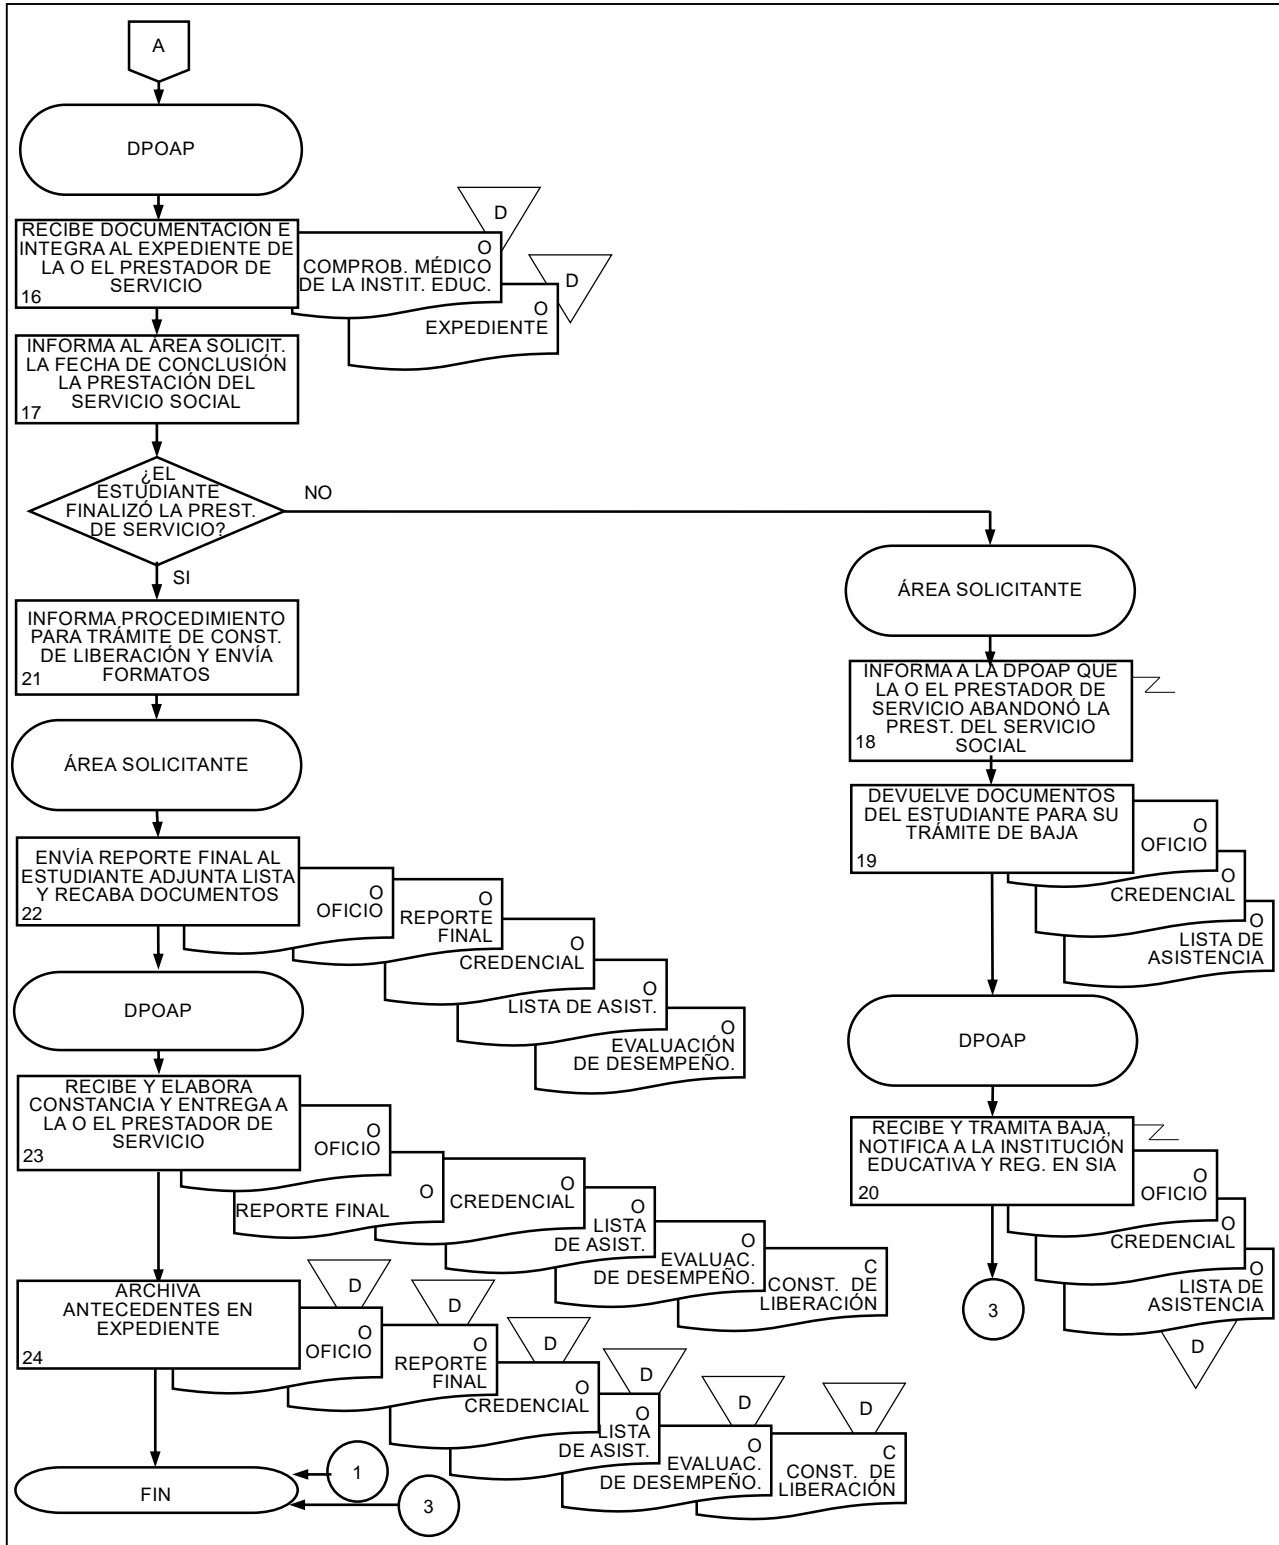 A
DPOAP
RECIBE DOCUMENTACIÓN E
INTEGRA AL EXPEDIENTE DE
LA O EL PRESTADOR DE
SERVICIO
16
D
O
COMPROB. MÉDICO
DE LA INSTIT. EDUC.
D
O
EXPEDIENTE
INFORMA AL ÁREA SOLICIT.
LA FECHA DE CONCLUSIÓN
LA PRESTACIÓN DEL
SERVICIO SOCIAL
17
¿EL
ESTUDIANTE
FINALIZÓ LA PREST.
DE SERVICIO?
NO
SI
INFORMA PROCEDIMIENTO
PARA TRÁMITE DE CONST.
DE LIBERACIÓN Y ENVÍA
FORMATOS
21
ÁREA SOLICITANTE
ENVÍA REPORTE FINAL AL
ESTUDIANTE ADJUNTA LISTA
Y RECABA DOCUMENTOS
22
O
OFICIO
O
REPORTE
FINAL
O
CREDENCIAL
O
LISTA DE ASIST.
O
EVALUACIÓN
DE DESEMPEÑO.
DPOAP
RECIBE Y ELABORA
CONSTANCIA Y ENTREGA A
LA O EL PRESTADOR DE
SERVICIO
23
O
OFICIO
O
REPORTE FINAL
O
CREDENCIAL
O
LISTA
DE ASIST.
O
EVALUAC.
DE DESEMPEÑO.
C
CONST. DE
LIBERACIÓN
ARCHIVA
ANTECEDENTES EN
EXPEDIENTE
24
D
O
OFICIO
D
O
REPORTE
FINAL
D
O
CREDENCIAL
D
O
LISTA
DE ASIST.
D
O
EVALUAC.
DE DESEMPEÑO.
D
C
CONST. DE
LIBERACIÓN
FIN
1
3
ÁREA SOLICITANTE
INFORMA A LA DPOAP QUE
LA O EL PRESTADOR DE
SERVICIO ABANDONÓ LA
PREST. DEL SERVICIO
SOCIAL
18
DEVUELVE DOCUMENTOS
DEL ESTUDIANTE PARA SU
TRÁMITE DE BAJA
19
O
OFICIO
O
CREDENCIAL
O
LISTA DE
ASISTENCIA
DPOAP
RECIBE Y TRAMITA BAJA,
NOTIFICA A LA INSTITUCIÓN
EDUCATIVA Y REG. EN SIA
20
O
OFICIO
O
CREDENCIAL
O
LISTA DE
ASISTENCIA
D
3